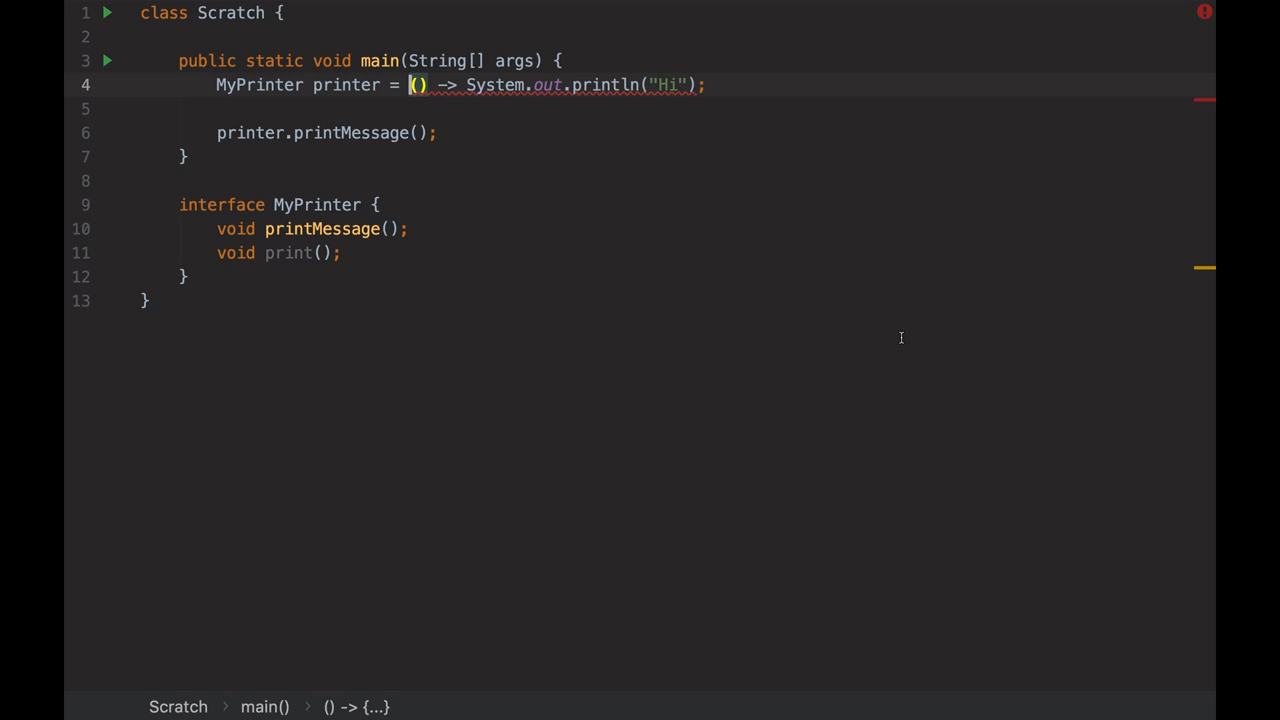 1 class Scratch {
2
3 public static void main(String[] args) {
4 MyPrinter printer = () -> System.out.println("Hi");
5
6 printer.printMessage();
7 }
8
9 interface MyPrinter {
10 void printMessage();
11 void print();
12 }
13 }
Scratch > main() > () -> {...}